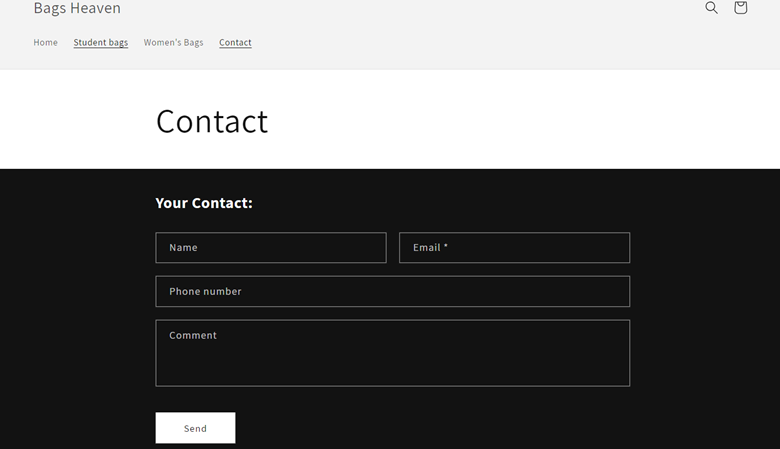 Bags Heaven
Home Student bags Women's Bags Contact
Contact
Your Contact:
Name Email *
Phone number
Comment
Send